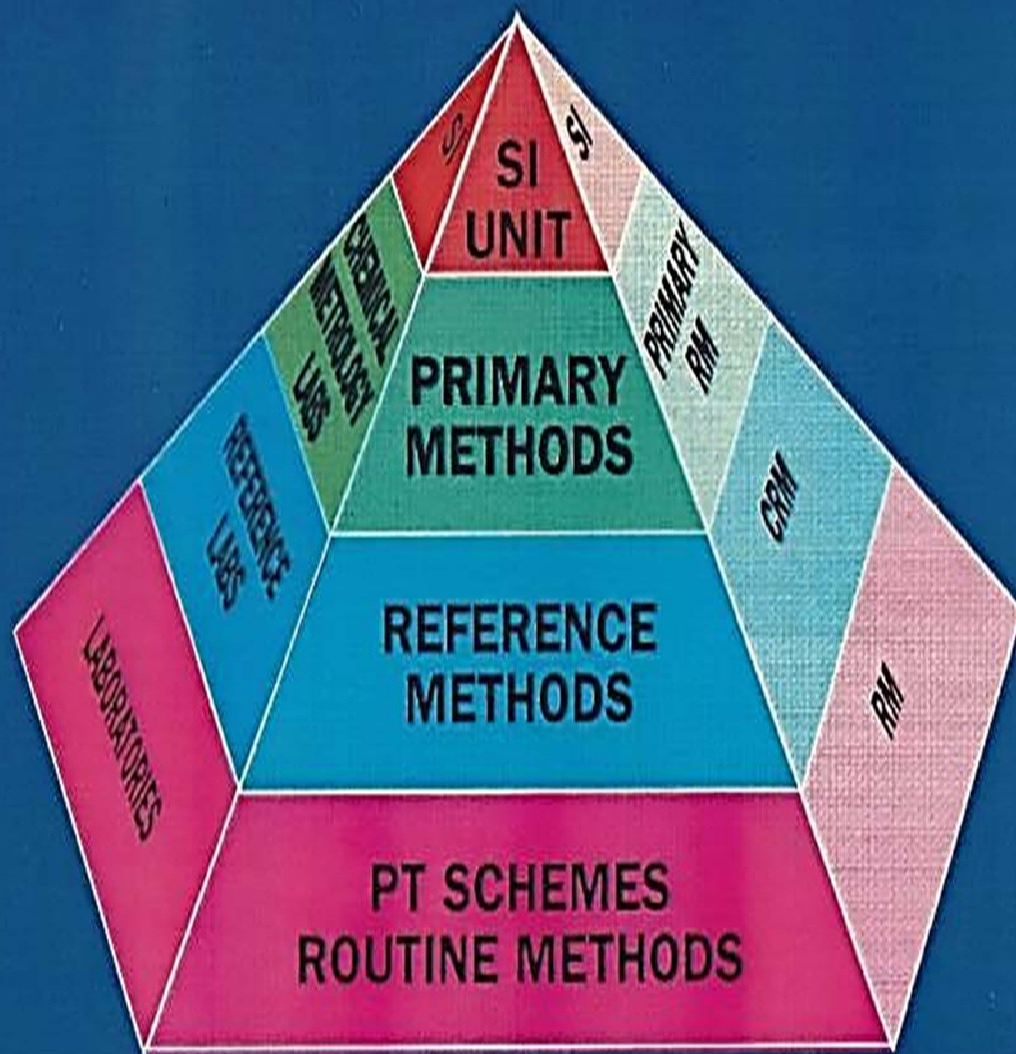 SI
SI
UNIT
SI
CHEMICAL
METROLOGY
LABS
PRIMARY
METHODS
PRIMARY
RM
REFERENCE
LABS
REFERENCE
METHODS
CRM
LABORATORIES
PT SCHEMES
ROUTINE METHODS
RM